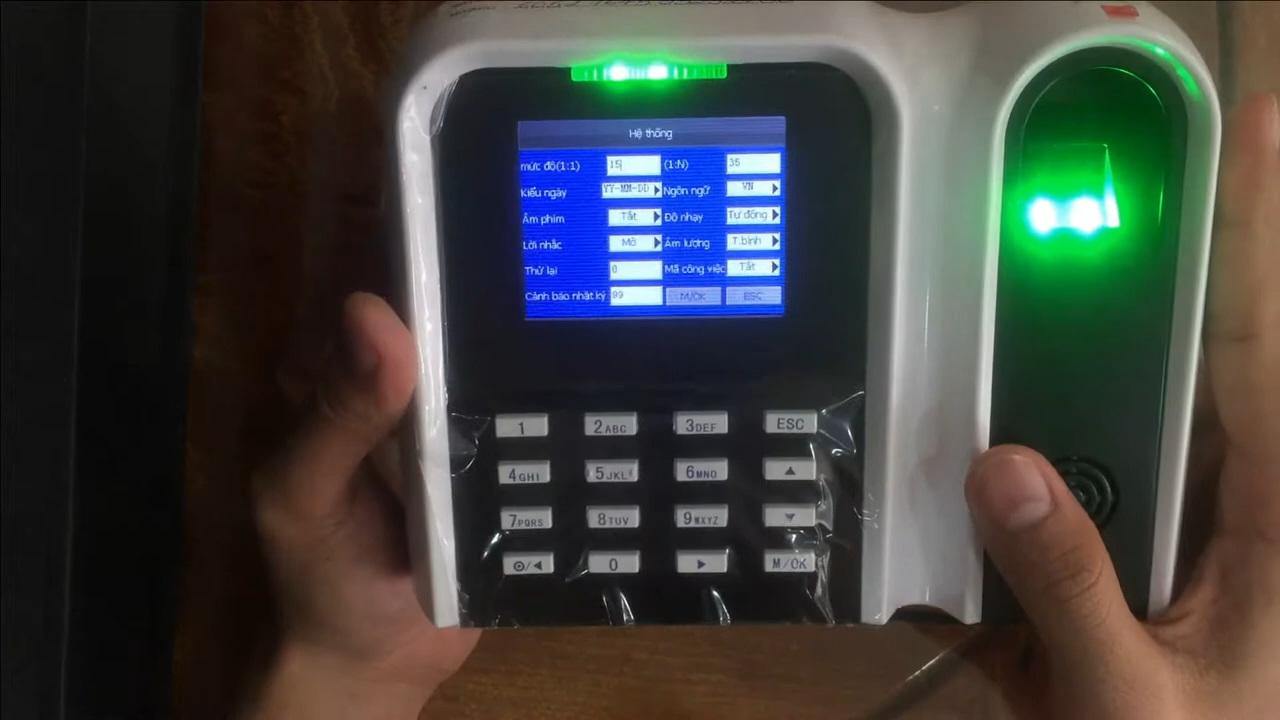 Hệ thống
mức độ(1:1) 15 (1:N) 35
Kiểu ngày YY-MM-DD Ngôn ngữ VN
Âm phím Tắt Độ nhạy Tự động
Lời nhắc Mở Âm lượng T.bình
Thử lại 0 Mã công việc Tắt
Cảnh báo nhật ký 99 M/OK ESC
1 2ABC 3DEF ESC
4GHI 5JKL 6MNO ▲
7PQRS 8TUV 9WXYZ ▼
⊙/◀ 0 ▶ M/OK